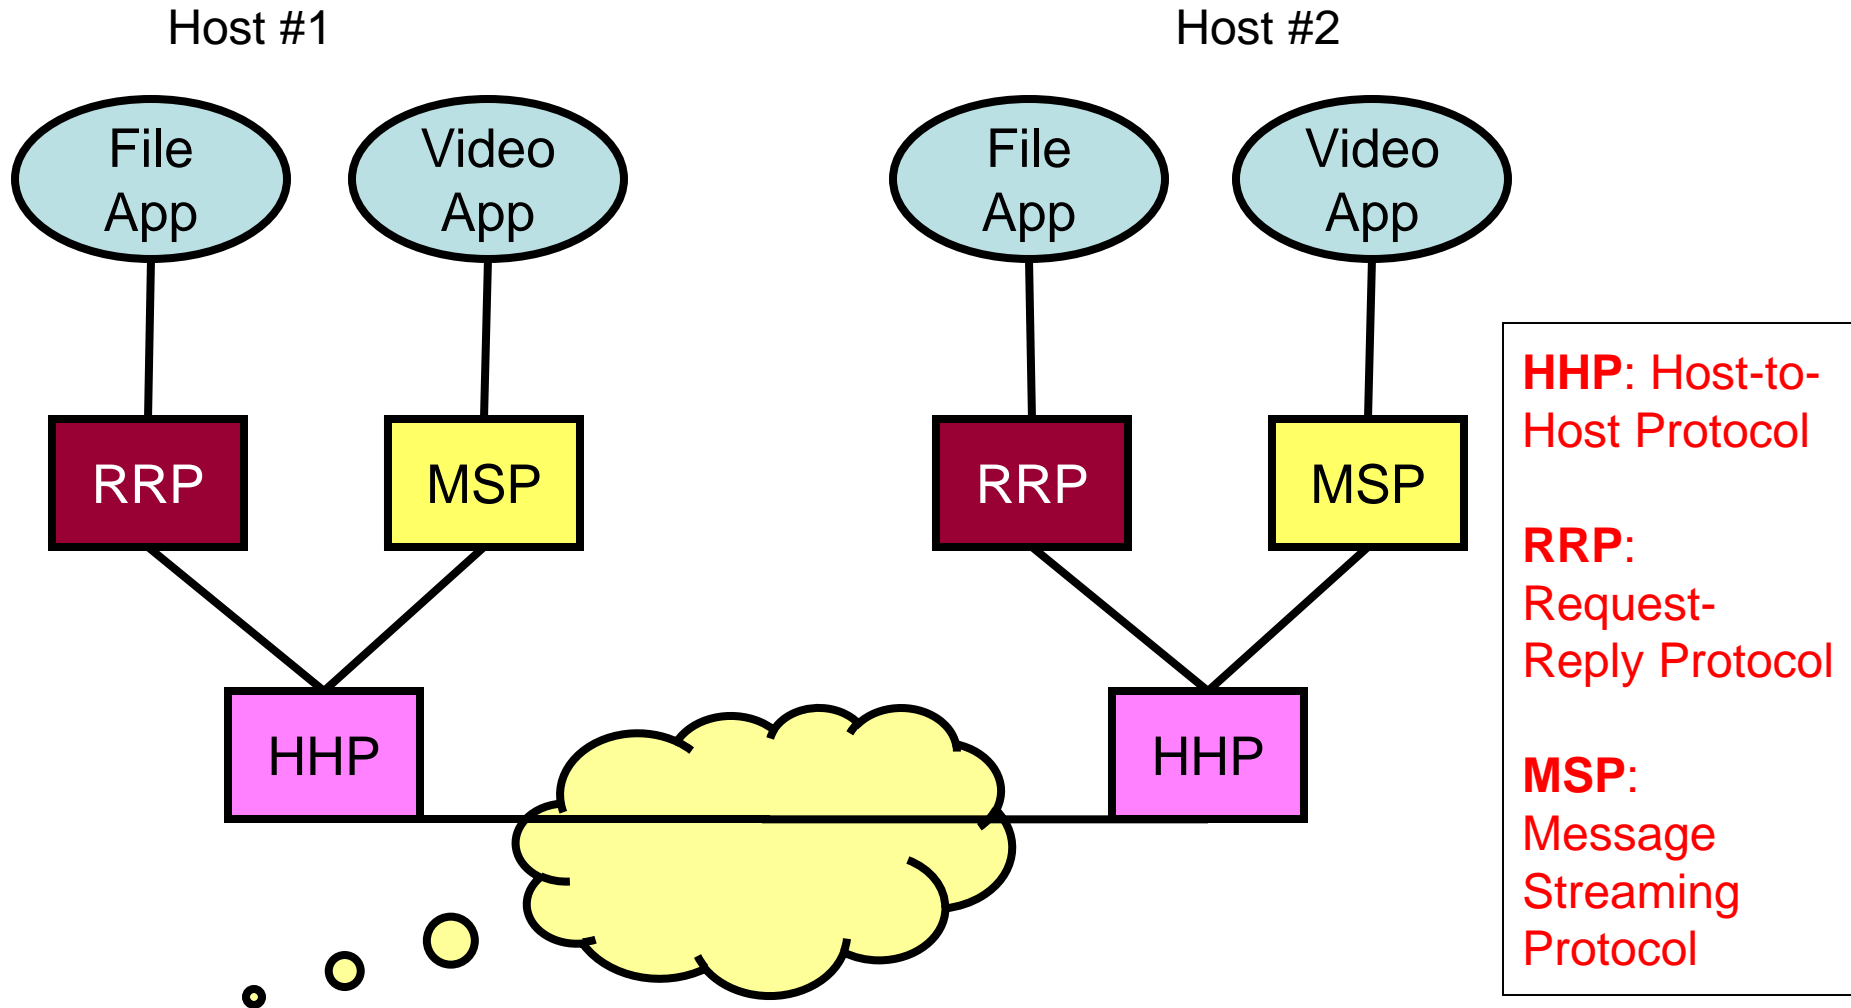 Host #1
Host #2
File
App
Video
App
File
App
Video
App
RRP
MSP
RRP
MSP
HHP
HHP
HHP: Host-to-
Host Protocol
RRP:
Request-
Reply Protocol
MSP:
Message
Streaming
Protocol